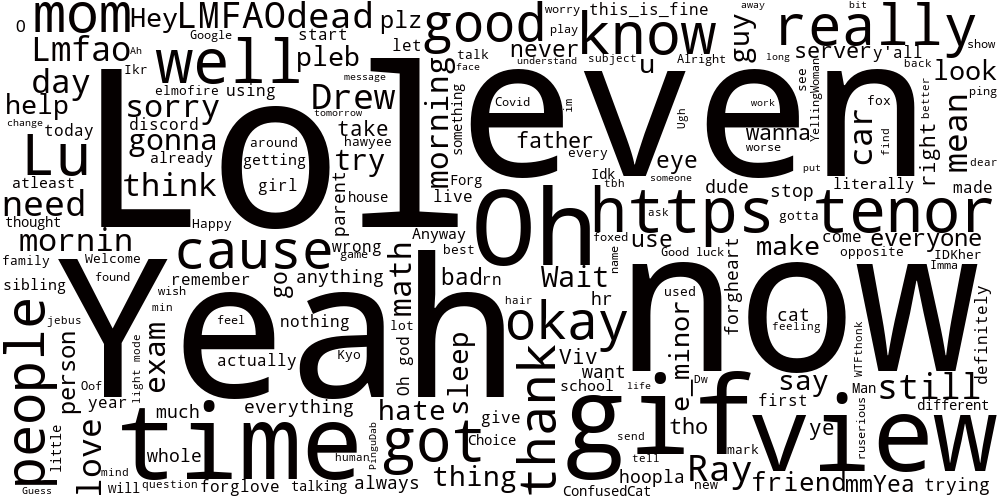 O
mom
Hey
LMFAOdead
plz
good
worry
this_is_fine
away
bit
really
Google
start
play
know
guy
Lmfao
Ah
well
pleb
let
never
server
y'all
show
Ikr
talk
understand
subject
u
Alright
long
back
day
elmofire
using
message
face
see
YellingWoman
look
help
sorry
Drew
morning
something
Covid
im
even
work
fox
better
ping
change
today
discord
tomorrow
Lol
gonna
around
take
hawyee
father
Ugh
wanna
car
find
right
mean
Lu
already
getting
try
every
eye
worse
atleast
think
girl
house
Forg
Idk
someone
put
dear
need
parent
live
tbh
dude
stop
literally
made
thought
Happy
Oh
https
ask
gotta
tenor
mornin
cause
wrong
Anyway
best
foxed
use
Good luck
make
come
everyone
family
Welcome
game
math
name
forgheart
opposite
IDKher
sibling
found
remember
go
anything
bad
rn
Wait
Imma
wish
hr
used
now
people
jebus
min
Yeah
feel
nothing
lot
hair
okay
cat
feeling
definitely
person
light mode
exam
actually
Kyo
Oh god
sleep
thank
Viv
minor
WTFthonk
Oof
want
school
life
Dw
say
Man
still
year
much
everything
hate
give
gif
e
first
different
little
love
time
got
Choice
send
tho
view
ye
ruserious
whole
human
PinguDab
tell
mark
mind
thing
hoopla
Ray
Guess
will
question
forglove
talking
always
ConfusedCat
new
friend
mmYea
trying